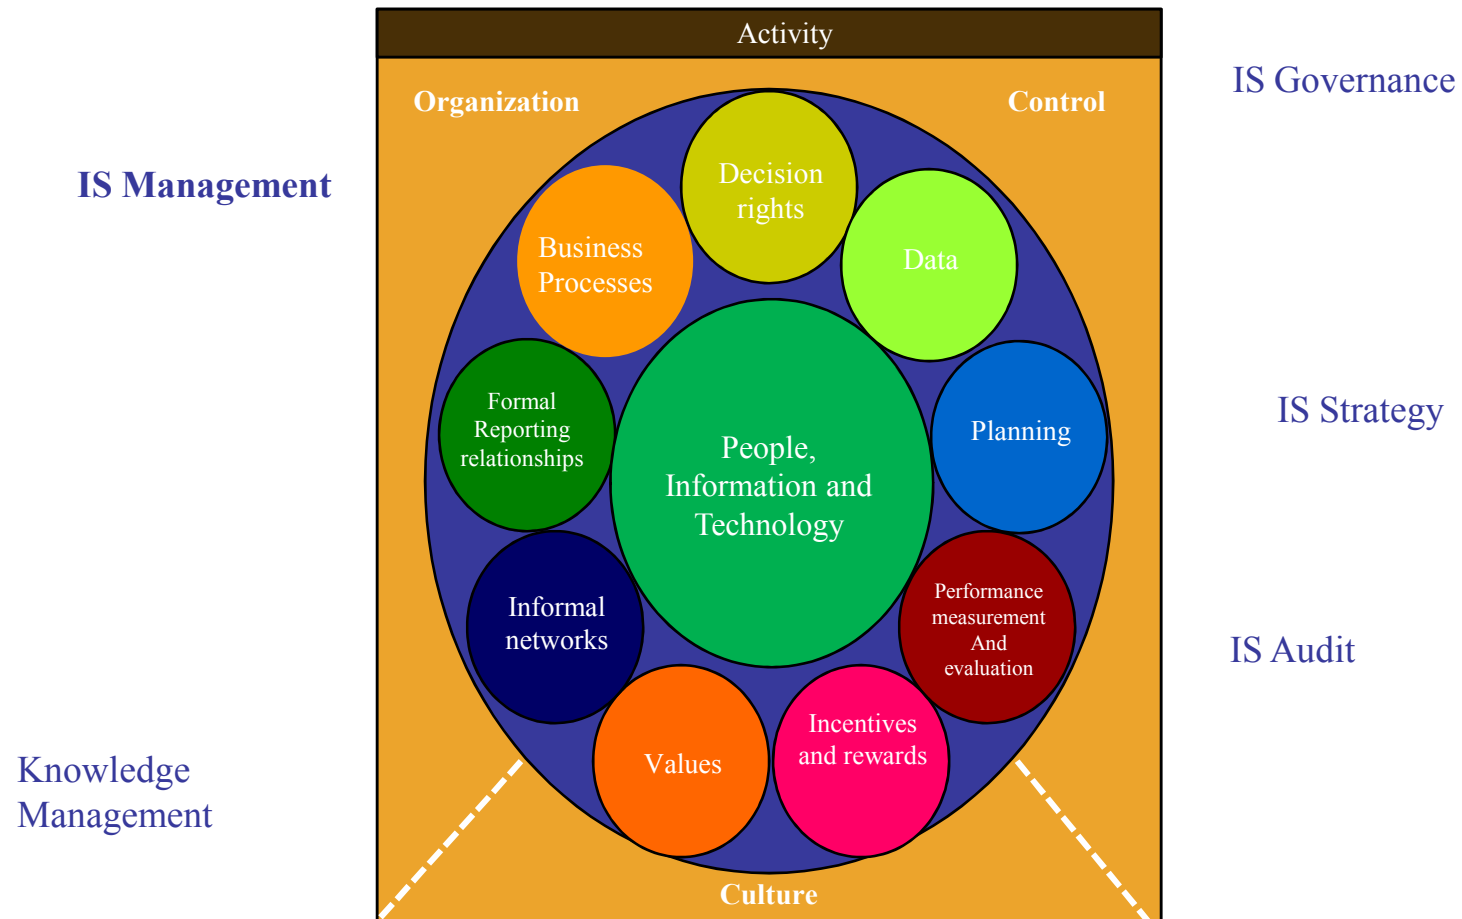 Activity
IS Governance
Organization
Control
IS Management
Decision
rights
Business
Processes
Data
Formal
Reporting
relationships
People,
Information and
Technology
Planning
IS Strategy
Informal
networks
Performance
measurement
And
evaluation
IS Audit
Values
Incentives
and rewards
Knowledge
Management
Culture